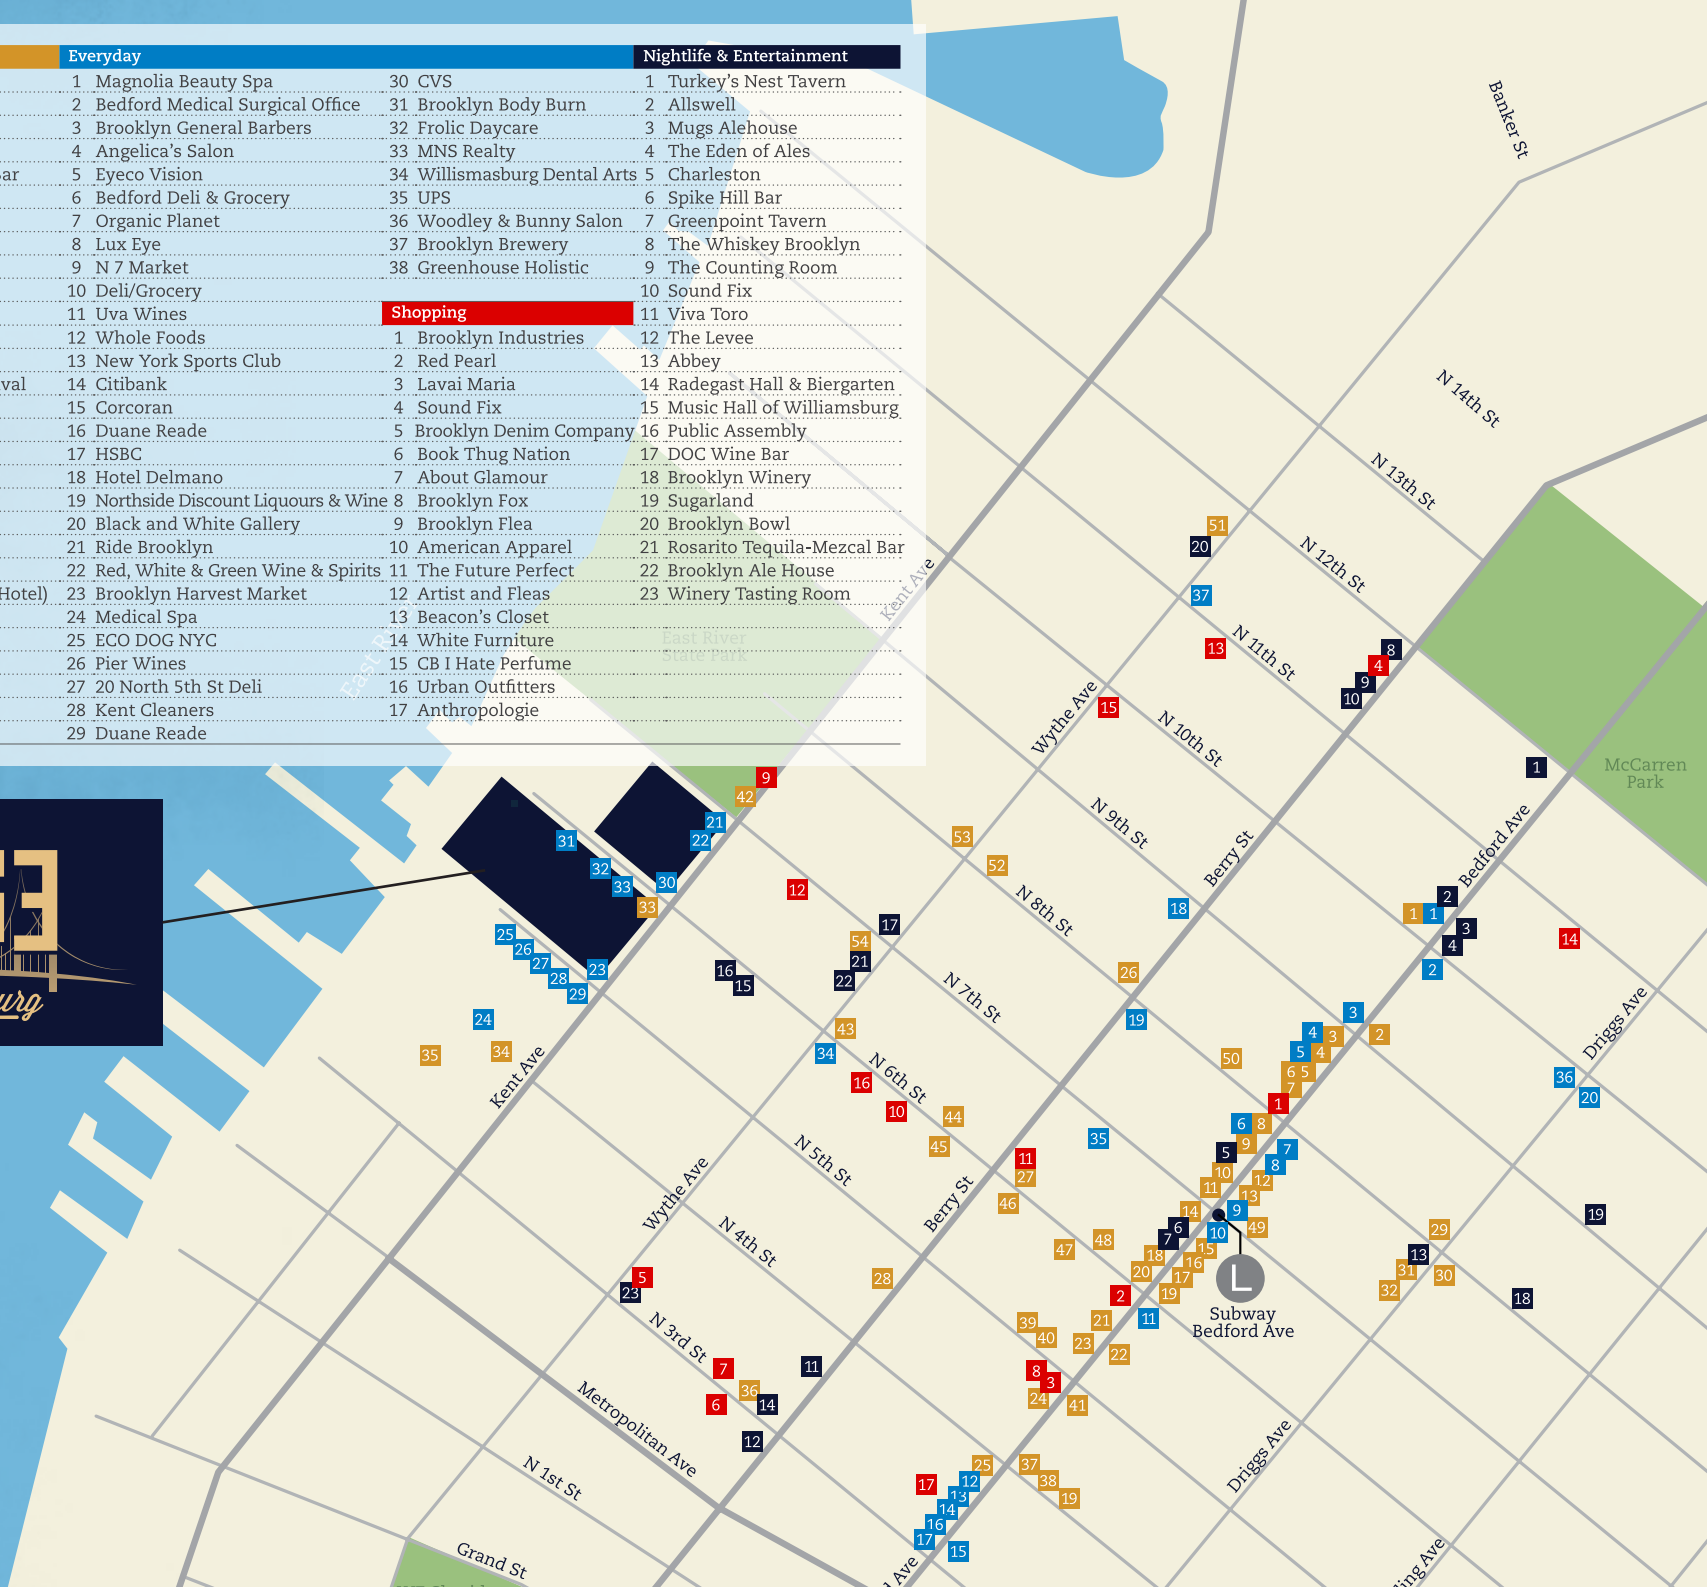 Everyday
1 Magnolia Beauty Spa
2 Bedford Medical Surgical Office
3 Brooklyn General Barbers
4 Angelica's Salon
5 Eyeco Vision
6 Bedford Deli & Grocery
7 Organic Planet
8 Lux Eye
9 N 7 Market
10 Deli/Grocery
11 Uva Wines
12 Whole Foods
13 New York Sports Club
14 Citibank
15 Corcoran
16 Duane Reade
17 HSBC
18 Hotel Delmano
19 Northside Discount Liquours & Wine
20 Black and White Gallery
21 Ride Brooklyn
22 Red, White & Green Wine & Spirits
23 Brooklyn Harvest Market
24 Medical Spa
25 ECO DOG NYC
26 Pier Wines
27 20 North 5th St Deli
28 Kent Cleaners
29 Duane Reade
30 CVS
31 Brooklyn Body Burn
32 Frolic Daycare
33 MNS Realty
34 Willismasburg Dental Arts
35 UPS
36 Woodley & Bunny Salon
37 Brooklyn Brewery
38 Greenhouse Holistic
Shopping
1 Brooklyn Industries
2 Red Pearl
3 Lavai Maria
4 Sound Fix
5 Brooklyn Denim Company
6 Book Thug Nation
7 About Glamour
8 Brooklyn Fox
9 Brooklyn Flea
10 American Apparel
11 The Future Perfect
12 Artist and Fleas
13 Beacon's Closet
14 White Furniture
15 CB I Hate Perfume
16 Urban Outfitters
17 Anthropologie
Nightlife & Entertainment
1 Turkey's Nest Tavern
2 Allswell
3 Mugs Alehouse
4 The Eden of Ales
5 Charleston
6 Spike Hill Bar
7 Greenpoint Tavern
8 The Whiskey Brooklyn
9 The Counting Room
10 Sound Fix
11 Viva Toro
12 The Levee
13 Abbey
14 Radegast Hall & Biergarten
15 Music Hall of Williamsburg
16 Public Assembly
17 DOC Wine Bar
18 Brooklyn Winery
19 Sugarland
20 Brooklyn Bowl
21 Rosarito Tequila-Mezcal Bar
22 Brooklyn Ale House
23 Winery Tasting Room
Hotel)
East River
State Park
Kent Ave
Banker St
N 14th St
N 13th St
N 12th St
N 11th St
N 10th St
N 9th St
N 8th St
N 7th St
N 6th St
N 5th St
N 4th St
N 3rd St
Metropolitan Ave
N 1st St
Grand St
Wythe Ave
Berry St
Bedford Ave
Driggs Ave
McCarren
Park
Kent Ave
Wythe Ave
Berry St
Driggs Ave
L
Subway
Bedford Ave